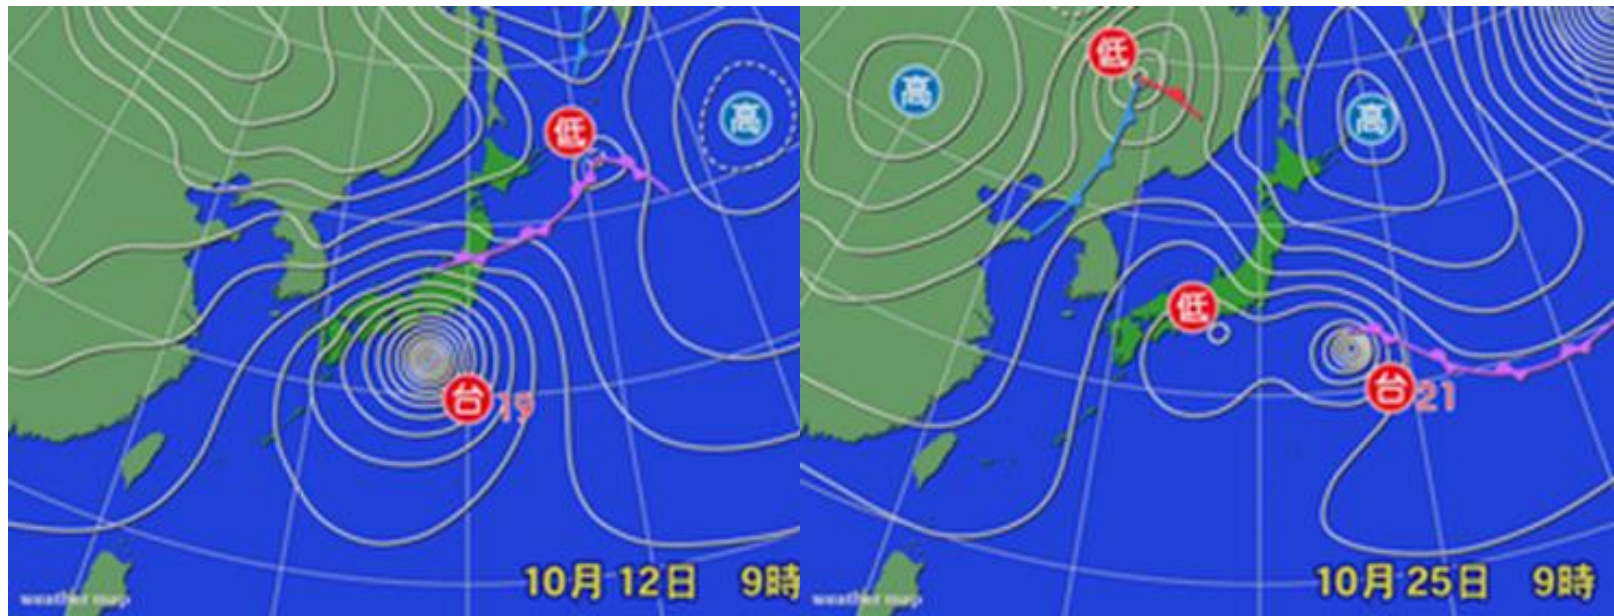 低
高
台19
10月12日 9時
weather map
低
高
高
低
台21
10月25日 9時
weather map